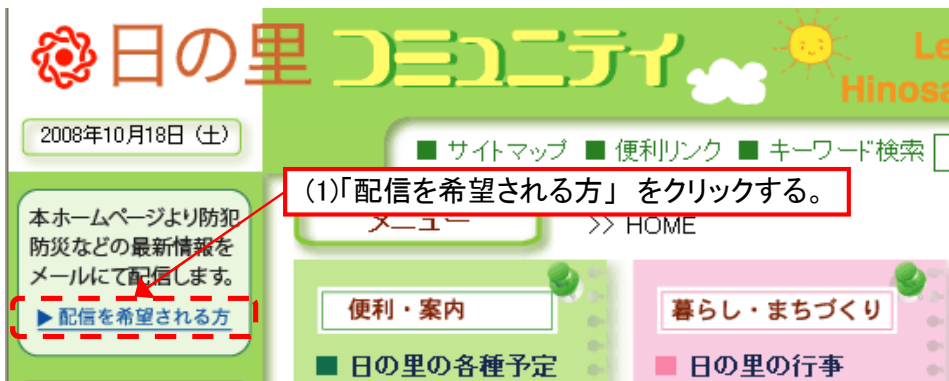 日の里 コミュニティ
Le
Hinosa
2008年10月18日（土）
■ サイトマップ ■ 便利リンク ■ キーワード検索
(1)「配信を希望される方」をクリックする。
本ホームページより防犯
防災などの最新情報を
メールにて配信します。
▶配信を希望される方
メニュー
>> HOME
便利・案内
■ 日の里の各種予定
暮らし・まちづくり
■ 日の里の行事